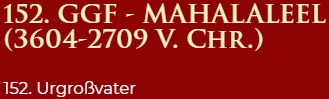 152. GGF - MAHALALEEL
(3604-2709 V. CHR.)
152. Urgroßvater